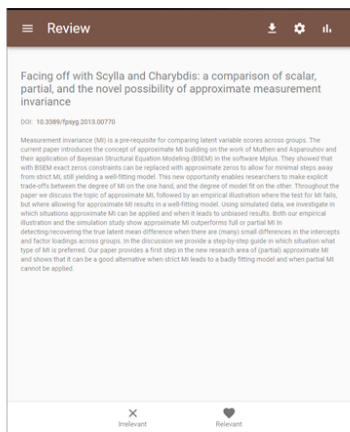 Review
Facing off with Scylla and Charybdis: a comparison of scalar,
partial, and the novel possibility of approximate measurement
invariance
DOI: 10.3389/fpsyg.2013.00770
Measurement invariance (MI) is a pre-requisite for comparing latent variable scores across groups. The
current paper introduces the concept of approximate MI building on the work of Muthen and Asparouhov and
their application of Bayesian Structural Equation Modeling (BSEM) in the software Mplus. They showed that
with BSEM exact zeros constraints can be replaced with approximate zeros to allow for minimal steps away
from strict MI, still yielding a well-fitting model. This new opportunity enables researchers to make explicit
trade-offs between the degree of MI on the one hand, and the degree of model fit on the other. Throughout the
paper we discuss the topic of approximate MI, followed by an empirical illustration where the test for MI fails,
but where allowing for approximate MI results in a well-fitting model. Using simulated data, we investigate in
which situations approximate MI can be applied and when it leads to unbiased results. Both our empirical
illustration and the simulation study show approximate MI outperforms full or partial MI In
detecting/recovering the true latent mean difference when there are (many) small differences in the intercepts
and factor loadings across groups. In the discussion we provide a step-by-step guide in which situation what
type of MI is preferred. Our paper provides a first step in the new research area of (partial) approximate MI
and shows that it can be a good alternative when strict MI leads to a badly fitting model and when partial MI
cannot be applied.
Irrelevant
Relevant